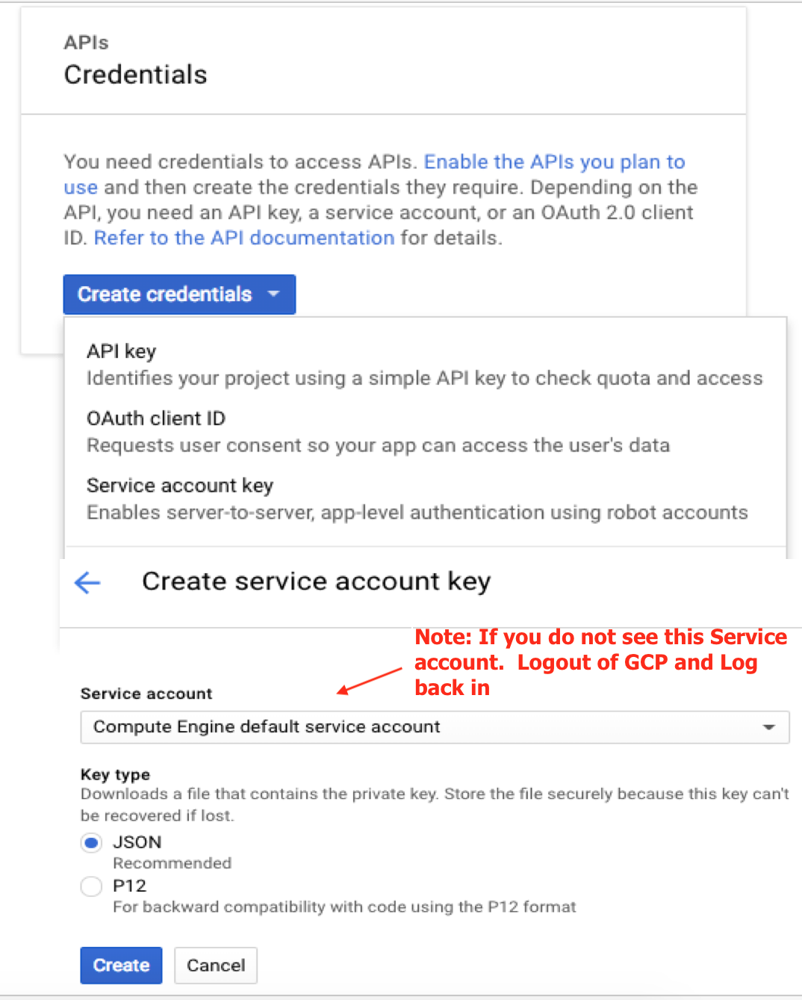 APIs
Credentials
You need credentials to access APIs. Enable the APIs you plan to
use and then create the credentials they require. Depending on the
API, you need an API key, a service account, or an OAuth 2.0 client
ID. Refer to the API documentation for details.
Create credentials
API key
Identifies your project using a simple API key to check quota and access
OAuth client ID
Requests user consent so your app can access the user's data
Service account key
Enables server-to-server, app-level authentication using robot accounts
Create service account key
Note: If you do not see this Service
account.  Logout of GCP and Log
back in
Service account
Compute Engine default service account
Key type
Downloads a file that contains the private key. Store the file securely because this key can't
be recovered if lost.
JSON
Recommended
P12
For backward compatibility with code using the P12 format
Create
Cancel